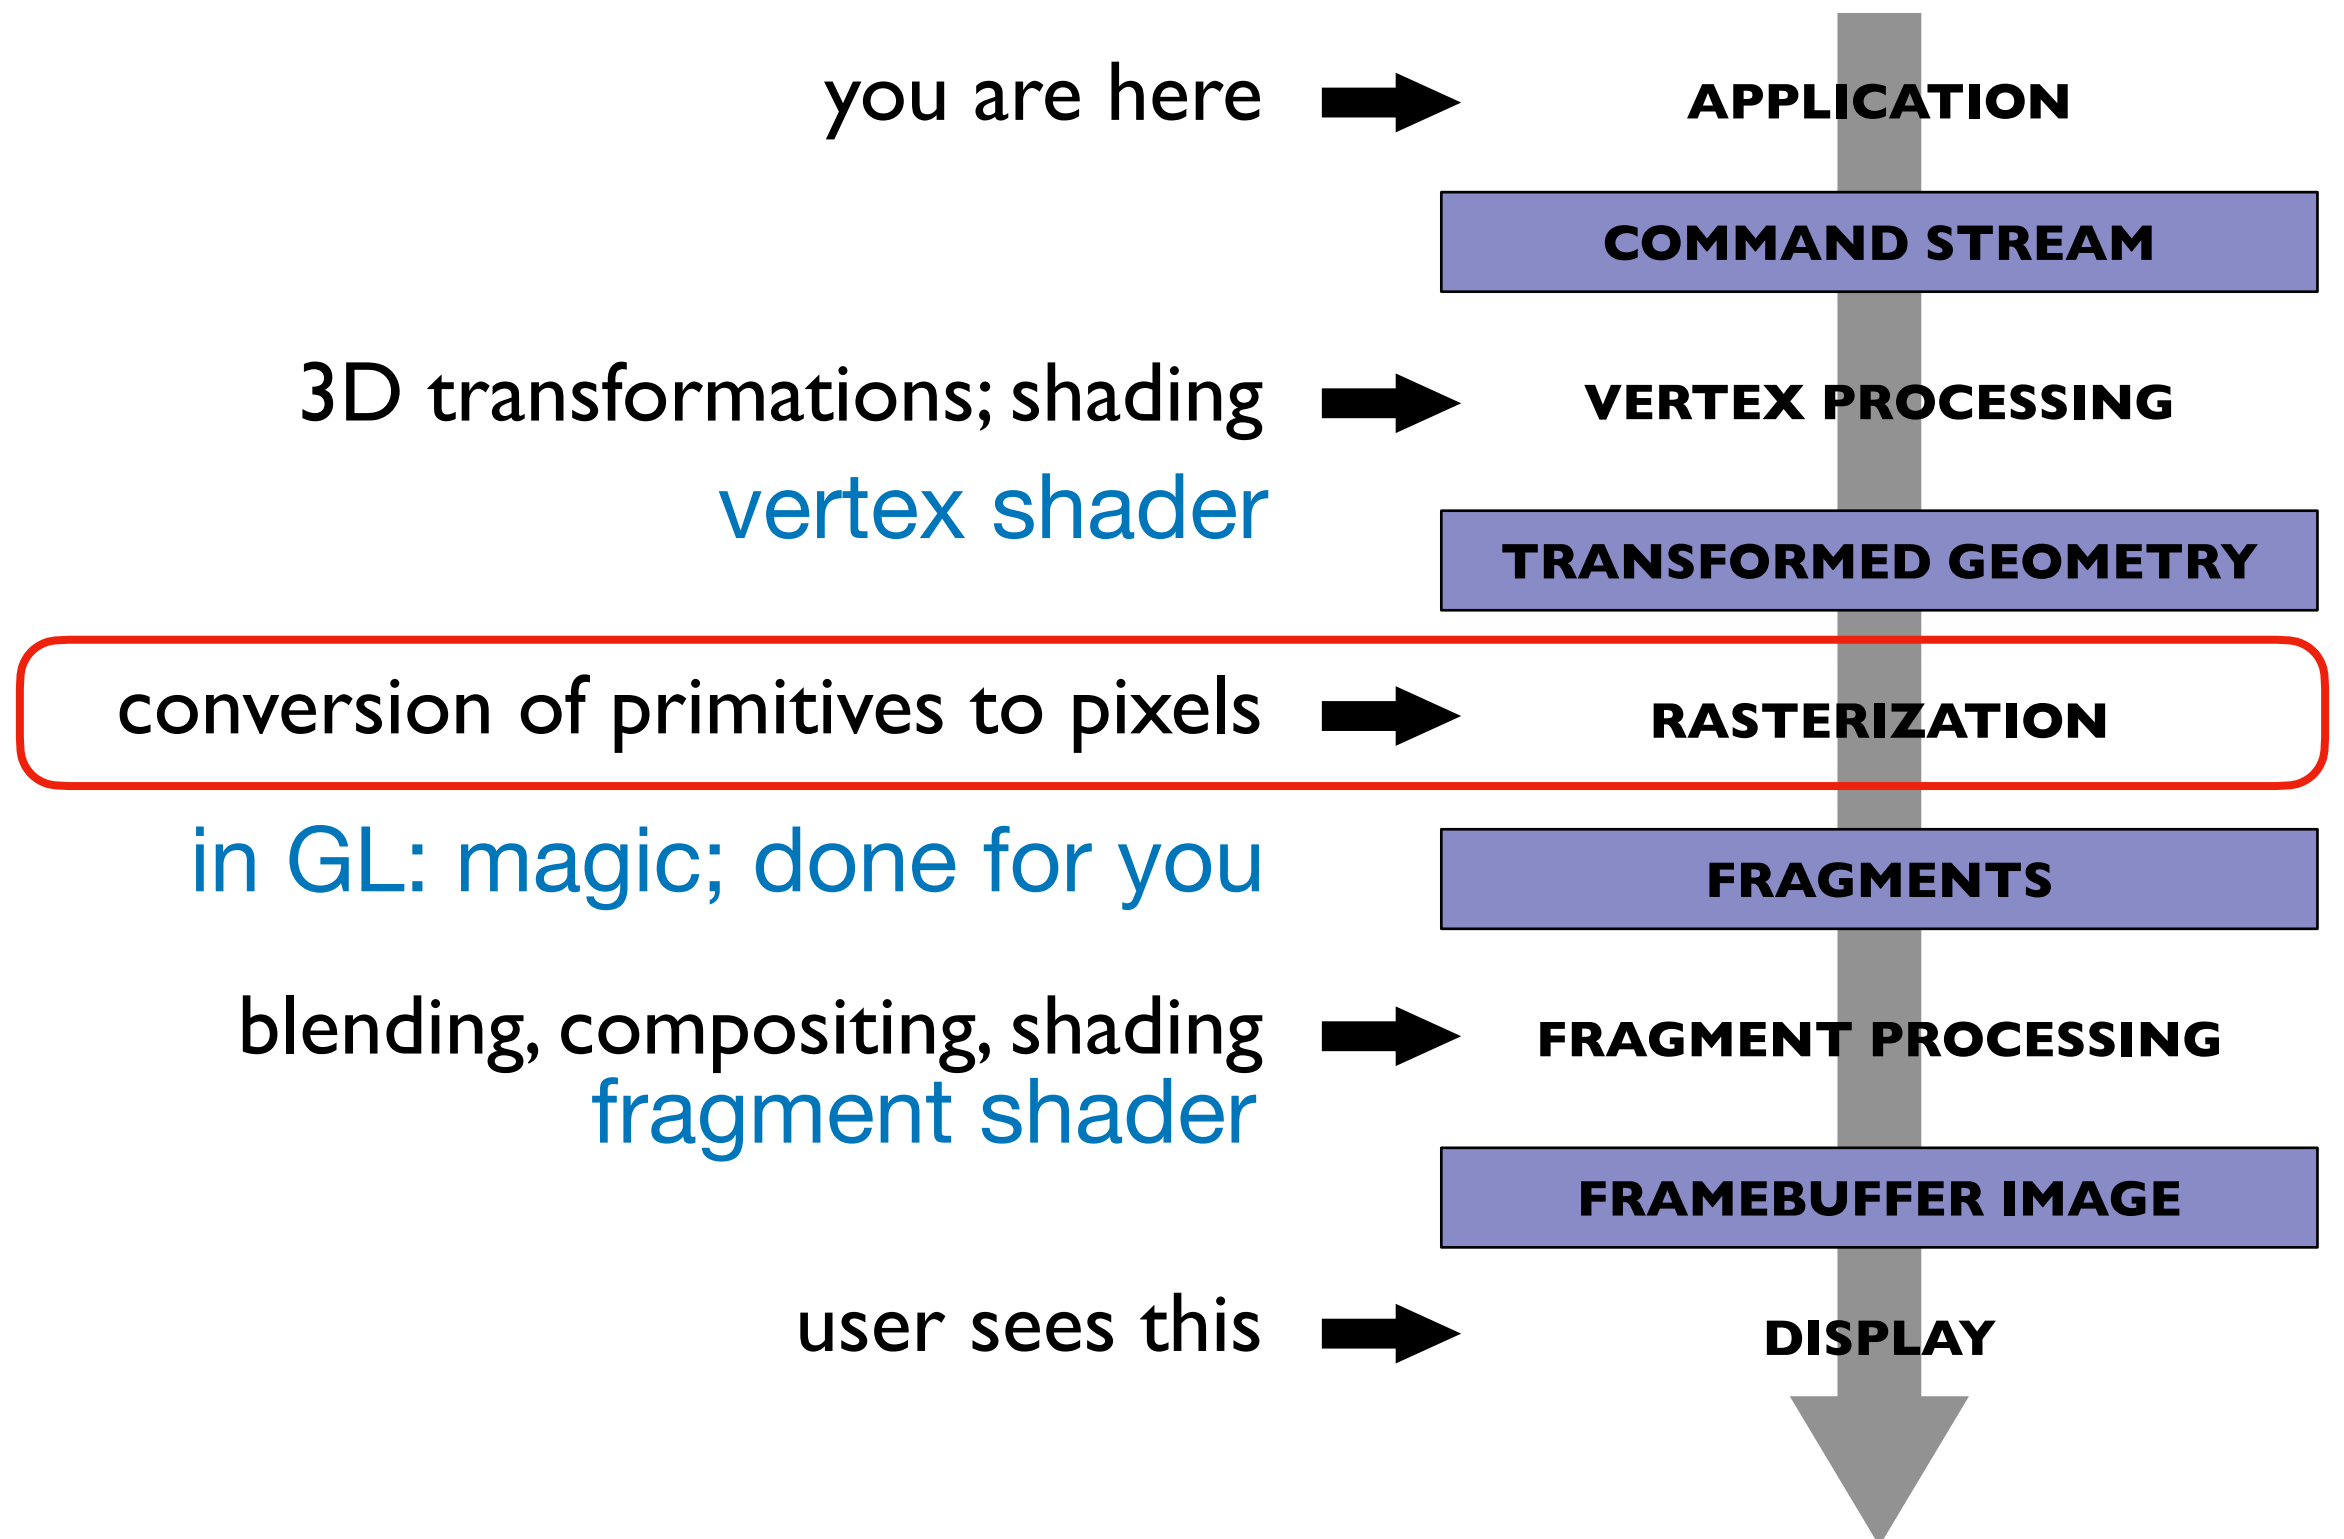 you are here
APPLICATION
COMMAND STREAM
3D transformations; shading
VERTEX PROCESSING
vertex shader
TRANSFORMED GEOMETRY
conversion of primitives to pixels
RASTERIZATION
in GL: magic; done for you
FRAGMENTS
blending, compositing, shading
FRAGMENT PROCESSING
fragment shader
FRAMEBUFFER IMAGE
user sees this
DISPLAY